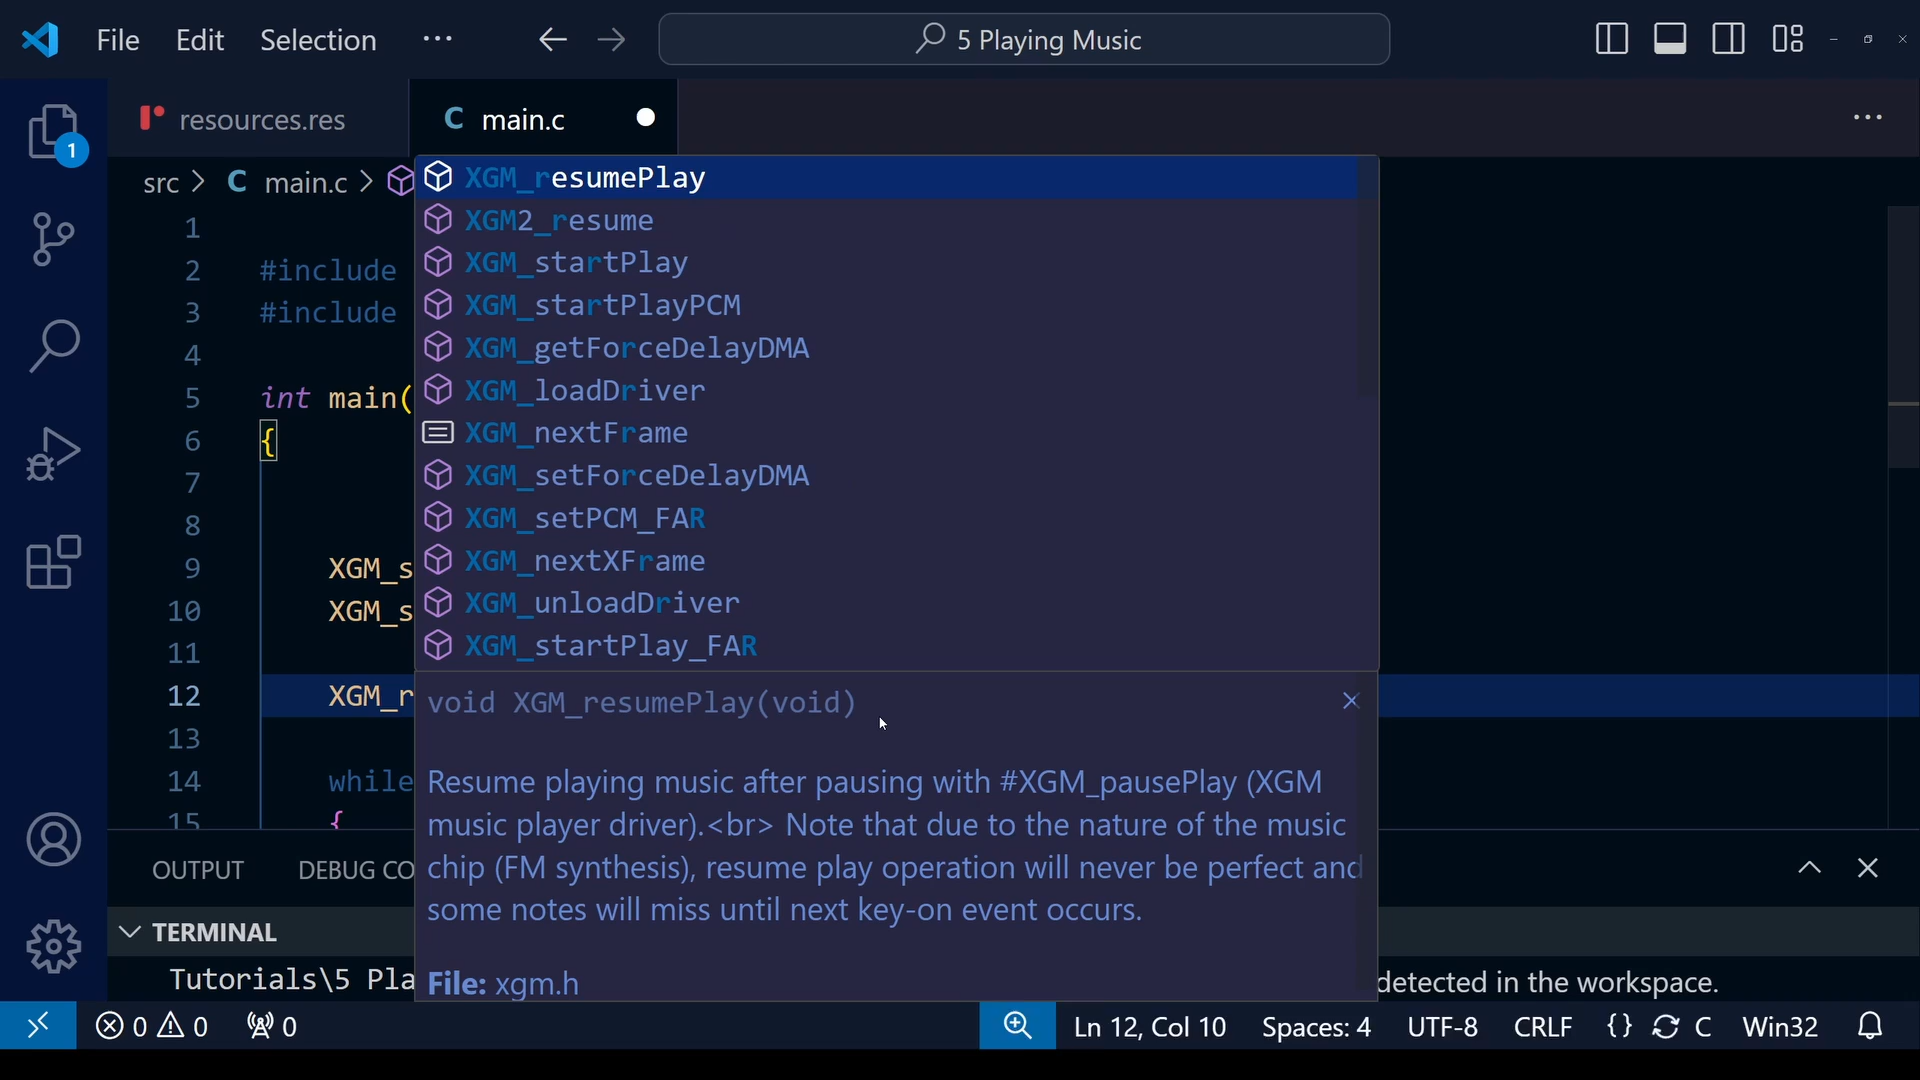 File Edit Selection ··· 5 Playing Music
1
resources.res
C main.c
src > C main.c >
1
2 #include
3 #include
4
5 int main(
6 {
7
8
9 XGM_s
10 XGM_s
11
12 XGM_r
13
14 while
15 {
XGM_resumePlay
XGM2_resume
XGM_startPlay
XGM_startPlayPCM
XGM_getForceDelayDMA
XGM_loadDriver
XGM_nextFrame
XGM_setForceDelayDMA
XGM_setPCM_FAR
XGM_nextXFrame
XGM_unloadDriver
XGM_startPlay_FAR
void XGM_resumePlay(void)
Resume playing music after pausing with #XGM_pausePlay (XGM
music player driver).<br> Note that due to the nature of the music
chip (FM synthesis), resume play operation will never be perfect and
some notes will miss until next key-on event occurs.
File: xgm.h
OUTPUT DEBUG CO
TERMINAL
Tutorials\5 Pla
detected in the workspace.
0 0 0 Ln 12, Col 10 Spaces: 4 UTF-8 CRLF {} C Win32